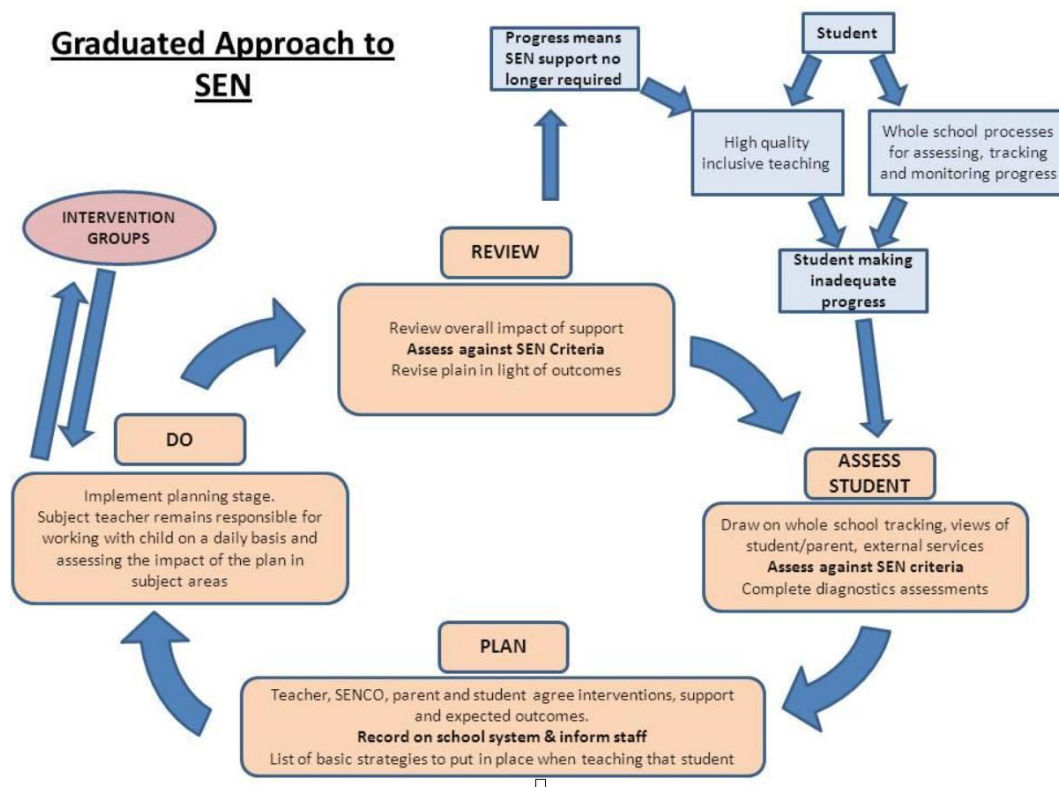 Graduated Approach to
SEN
Progress means
SEN support no
longer required
Student
High quality
inclusive teaching
Whole school processes
for assessing, tracking
and monitoring progress
Student making
inadequate
progress
INTERVENTION
GROUPS
REVIEW
Review overall impact of support
Assess against SEN Criteria
Revise plain in light of outcomes
DO
Implement planning stage.
Subject teacher remains responsible for
working with child on a daily basis and
assessing the impact of the plan in
subject areas
ASSESS
STUDENT
Draw on whole school tracking, views of
student/parent, external services
Assess against SEN criteria
Complete diagnostics assessments
PLAN
Teacher, SENCO, parent and student agree interventions, support
and expected outcomes.
Record on school system & inform staff
List of basic strategies to put in place when teaching that student